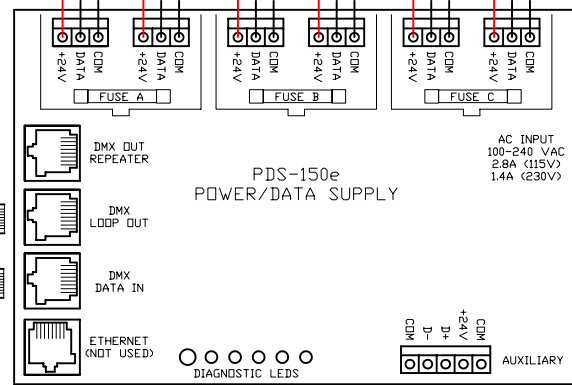 +24V DATA COM +24V DATA COM +24V DATA COM +24V DATA COM +24V DATA COM +24V DATA COM
FUSE A
FUSE B
FUSE C
DMX OUT
REPEATER
AC INPUT
100-240 VAC
2.8A (115V)
1.4A (230V)
PDS-150e
POWER/DATA SUPPLY
DMX
LOOP OUT
DMX
DATA IN
ETHERNET
(NOT USED)
DIAGNOSTIC LEDS
COM D- D+ +24V COM
AUXILIARY